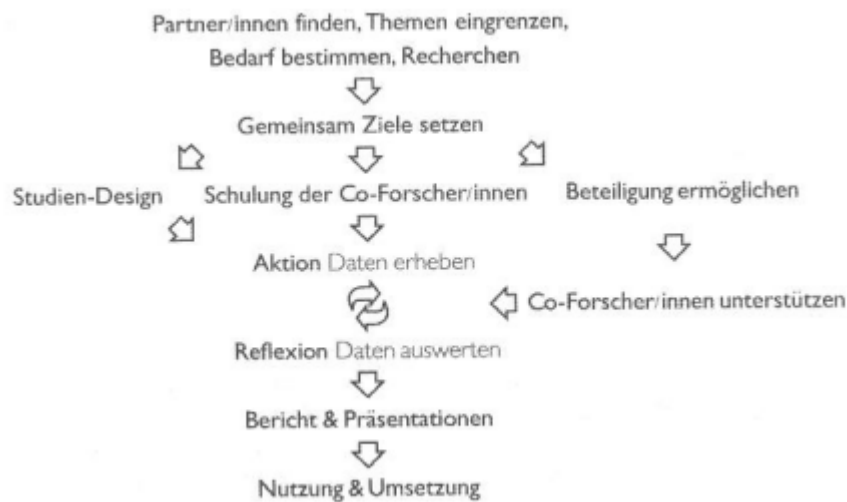 Partner/innen finden, Themen eingrenzen,
Bedarf bestimmen, Recherchen
Gemeinsam Ziele setzen
Studien-Design
Schulung der Co-Forscher/innen
Beteiligung ermöglichen
Aktion Daten erheben
Co-Forscher/innen unterstützen
Reflexion Daten auswerten
Bericht & Präsentationen
Nutzung & Umsetzung